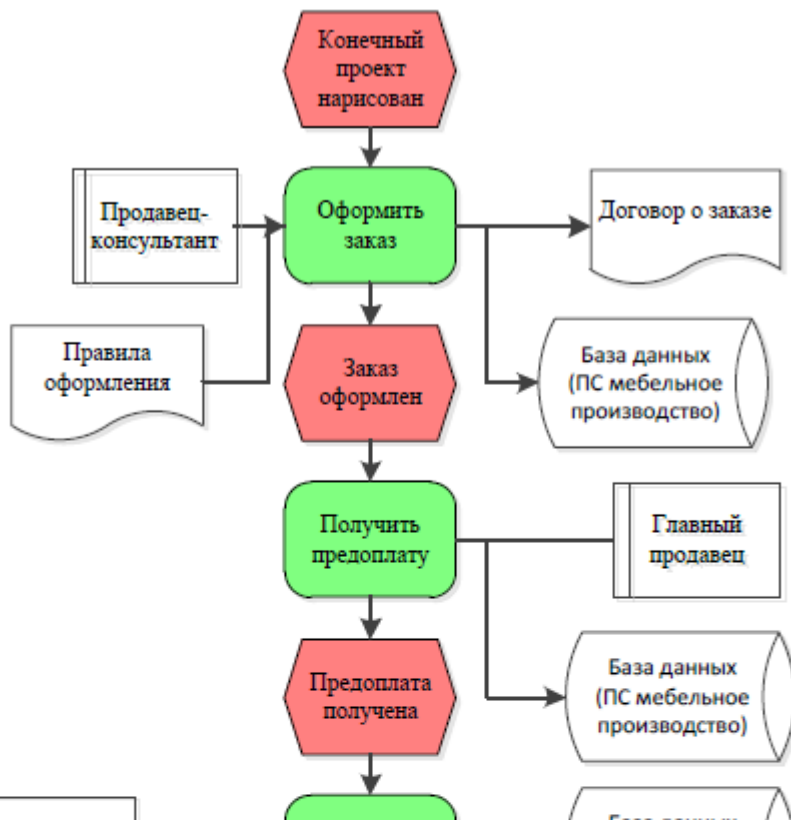 Конечный
проект
нарисован
Продавец-
консультант
Оформить
заказ
Договор о заказе
Правила
оформления
Заказ
оформлен
База данных
(ПС мебельное
производство)
Получить
предоплату
Главный
продавец
Предоплата
получена
База данных
(ПС мебельное
производство)